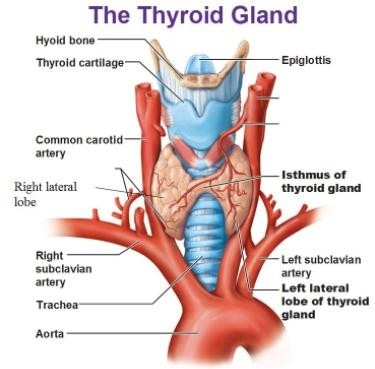 The Thyroid Gland
Hyoid bone
Thyroid cartilage
Epiglottis
Common carotid
artery
Isthmus of
thyroid gland
Right lateral
lobe
Right
subclavian
artery
Left subclavian
artery
Left lateral
lobe of thyroid
gland
Trachea
Aorta